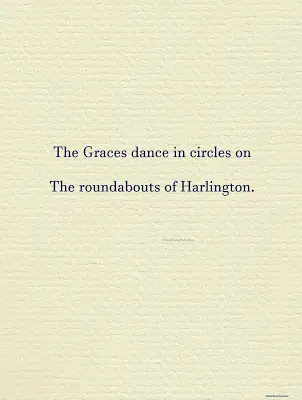 The Graces dance in circles on
The roundabouts of Harlington.